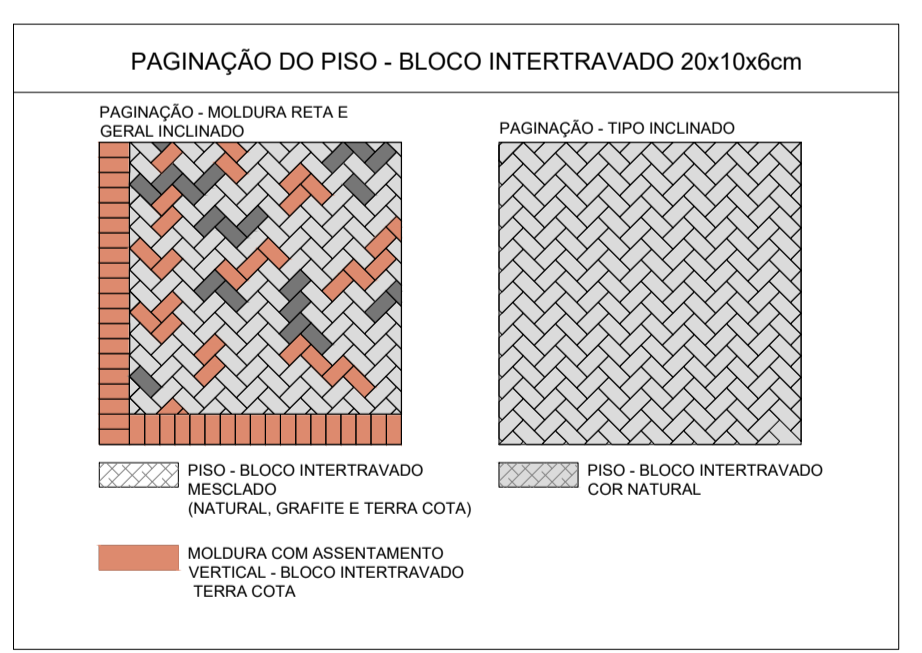 PAGINAÇÃO DO PISO - BLOCO INTERTRAVADO 20x10x6cm
PAGINAÇÃO - MOLDURA RETA E
GERAL INCLINADO
PAGINAÇÃO - TIPO INCLINADO
PISO - BLOCO INTERTRAVADO
MESCLADO
(NATURAL, GRAFITE E TERRA COTA)
PISO - BLOCO INTERTRAVADO
COR NATURAL
MOLDURA COM ASSENTAMENTO
VERTICAL - BLOCO INTERTRAVADO
TERRA COTA